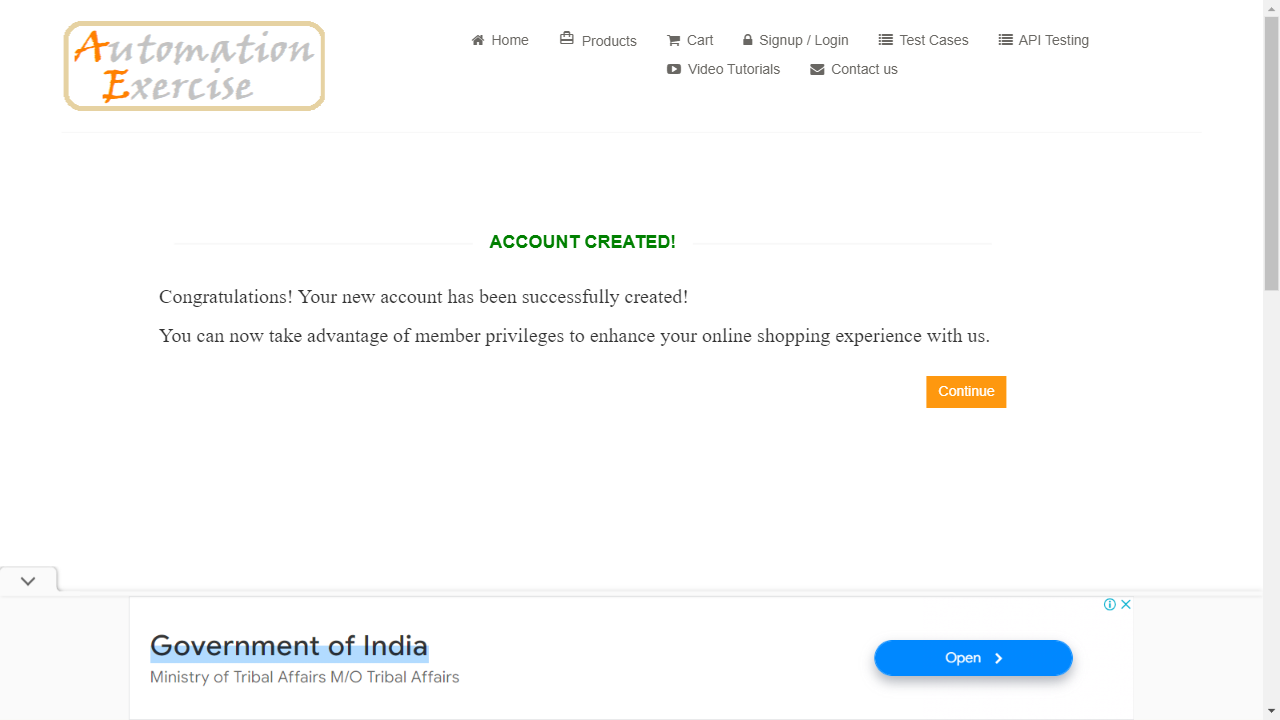 Automation
Exercise
Home
Products
Cart
Signup / Login
Test Cases
API Testing
Video Tutorials
Contact us
ACCOUNT CREATED!
Congratulations! Your new account has been successfully created!
You can now take advantage of member privileges to enhance your online shopping experience with us.
Continue
Government of India
Ministry of Tribal Affairs M/O Tribal Affairs
Open